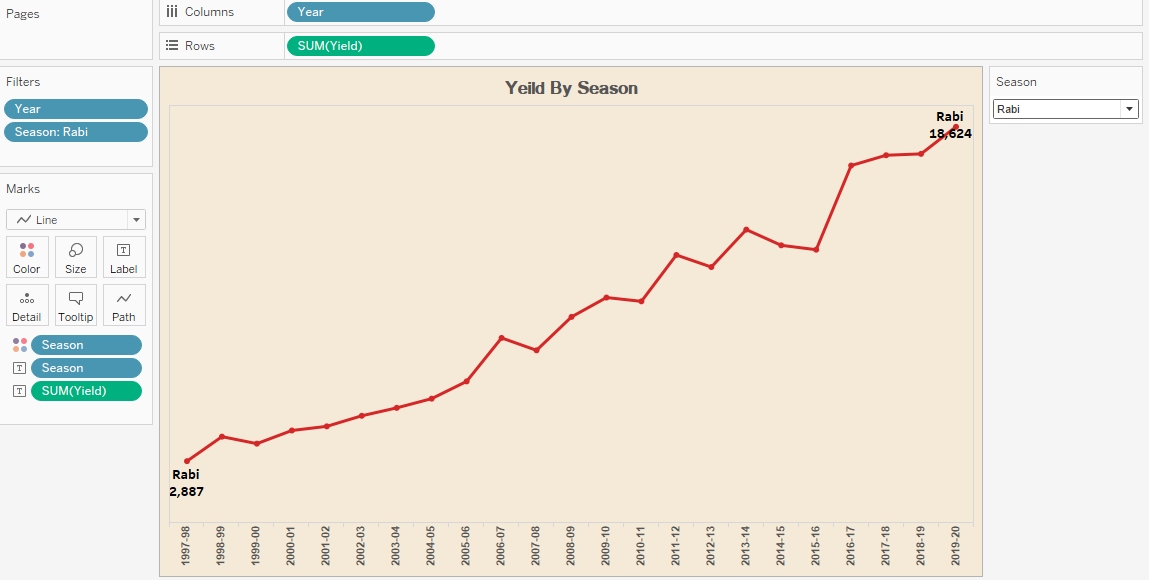 Pages
Columns
Year
Rows
SUM(Yield)
Filters
Year
Season: Rabi
Marks
Line
Color
Size
Label
Detail
Tooltip
Path
Season
Season
SUM(Yield)
Yeild By Season
Rabi
18,624
Rabi
2,887
1997-98
1998-99
1999-00
2000-01
2001-02
2002-03
2003-04
2004-05
2005-06
2006-07
2007-08
2008-09
2009-10
2010-11
2011-12
2012-13
2013-14
2014-15
2015-16
2016-17
2017-18
2018-19
2019-20
Season
Rabi